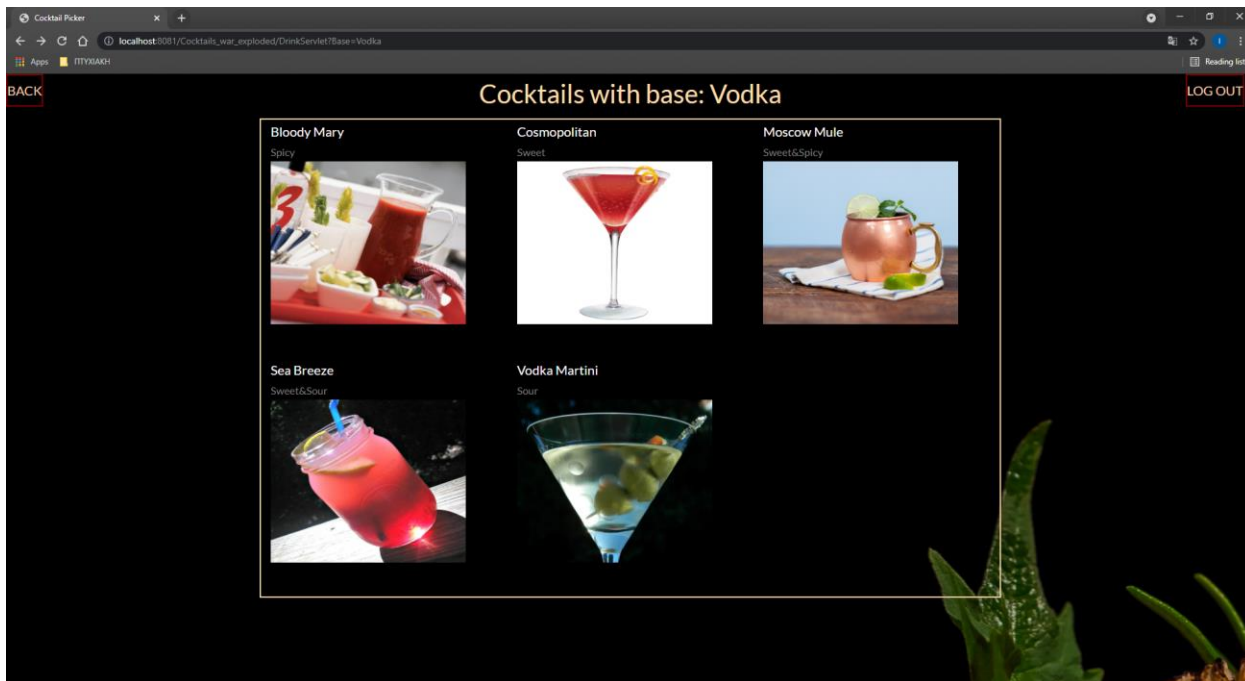 Cocktail Picker
localhost:8081/Cocktails_war_exploded/DrinkServlet?Base=Vodka
Apps ΠΤΥΧΙΑΚΗ Reading list
BACK Cocktails with base: Vodka LOG OUT
Bloody Mary Cosmopolitan Moscow Mule
Spicy Sweet Sweet&Spicy
3
Sea Breeze Vodka Martini
Sweet&Sour Sour